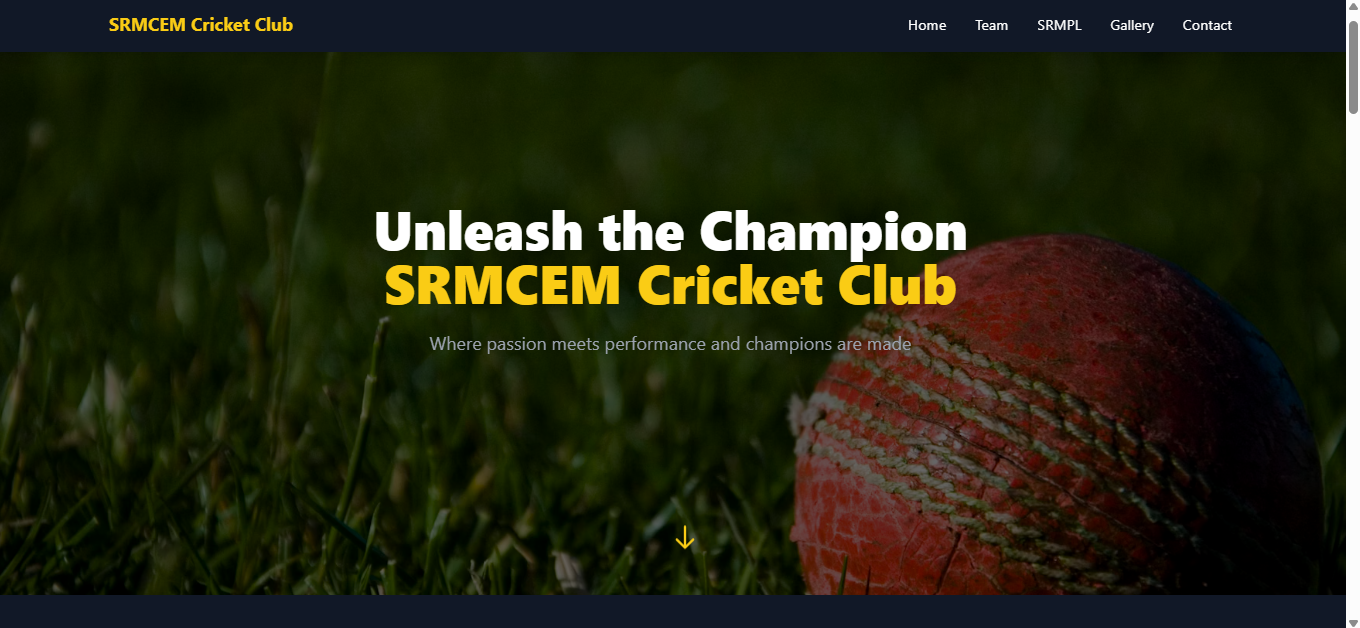 SRMCEM Cricket Club
Home Team SRMPL Gallery Contact
Unleash the Champion
SRMCEM Cricket Club
Where passion meets performance and champions are made